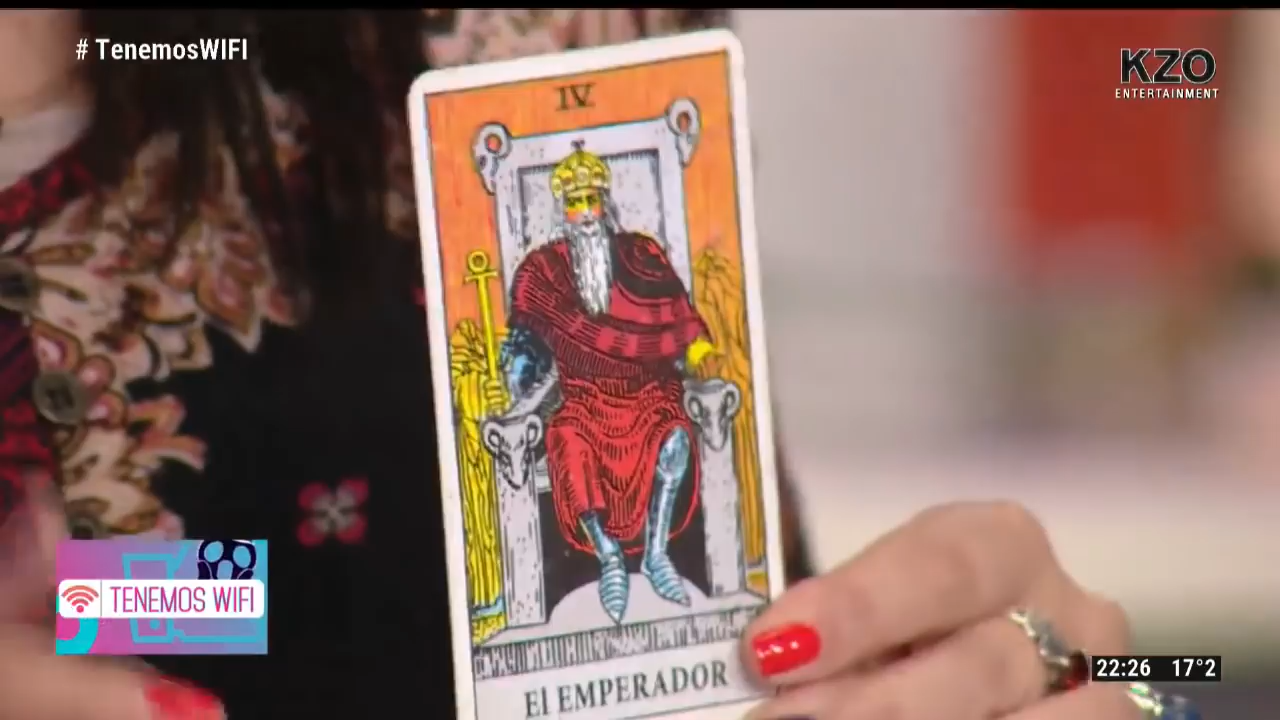 # TenemosWIFI
KZO
ENTERTAINMENT
IV
TENEMOS WIFI
22:26 17°2
El EMPERADOR